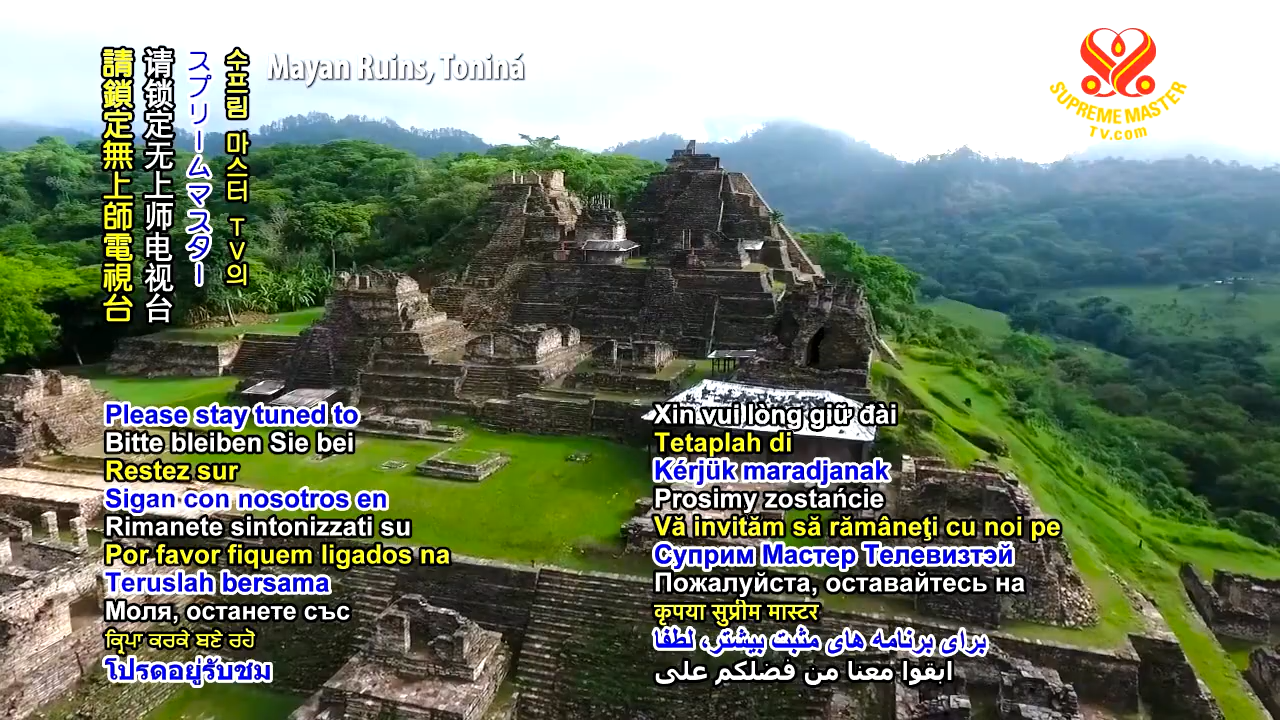 請鎖定無上師電視台
请锁定无上师电视台
スプリームマスター
수프림 마스터 TV의
Mayan Ruins, Toniná
SUPREME MASTER
TV.com
Please stay tuned to
Bitte bleiben Sie bei
Restez sur
Sigan con nosotros en
Rimanete sintonizzati su
Por favor fiquem ligados na
Teruslah bersama
Моля, останете със
ਕ੍ਰਿਪਾ ਕਰਕੇ ਬਣੇ ਰਹੋ
โปรดอยู่รับชม
Xin vui lòng giữ đài
Tetaplah di
Kérjük maradjanak
Prosimy zostańcie
Vă invităm să rămâneţi cu noi pe
Суприм Мастер Телевизтэй
Пожалуйста, оставайтесь на
कृपया सुप्रीम मास्टर
برای برنامه های مثبت بیشتر، لطفا
ابقوا معنا من فضلكم على